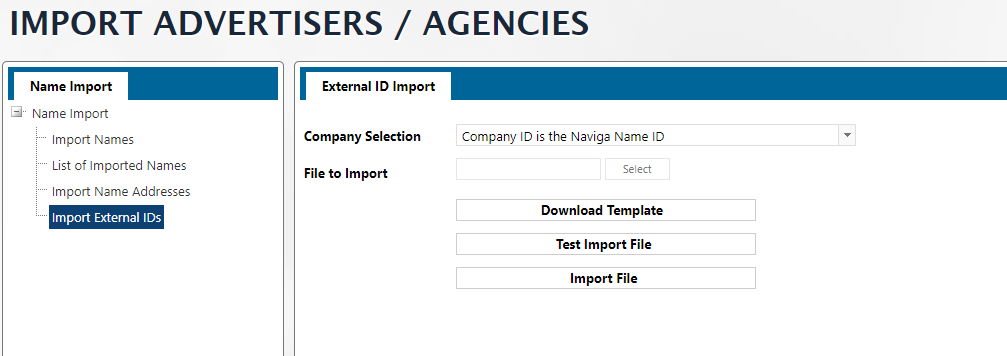 IMPORT ADVERTISERS / AGENCIES
Name Import
Name Import
Import Names
List of Imported Names
Import Name Addresses
Import External IDs
External ID Import
Company Selection
Company ID is the Naviga Name ID
File to Import
Select
Download Template
Test Import File
Import File